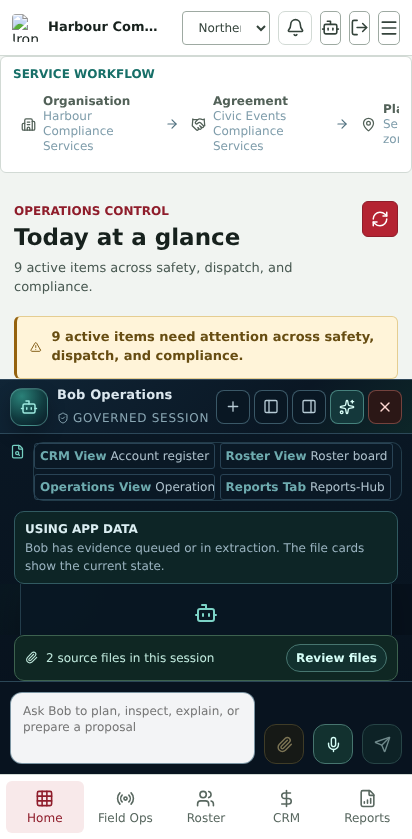 Iron
Harbour Com...
SERVICE WORKFLOW
Organisation
Harbour
Compliance
Services
Agreement
Civic Events
Compliance
Services
OPERATIONS CONTROL
Today at a glance
9 active items across safety, dispatch, and
compliance.
9 active items need attention across safety,
dispatch, and compliance.
Bob Operations
GOVERNED SESSION
CRM View Account register
Roster View Roster board
Operations View Operation
Reports Tab Reports-Hub
USING APP DATA
Bob has evidence queued or in extraction. The file cards
show the current state.
2 source files in this session
Review files
Ask Bob to plan, inspect, explain, or
prepare a proposal
Home
Field Ops
Roster
CRM
Reports